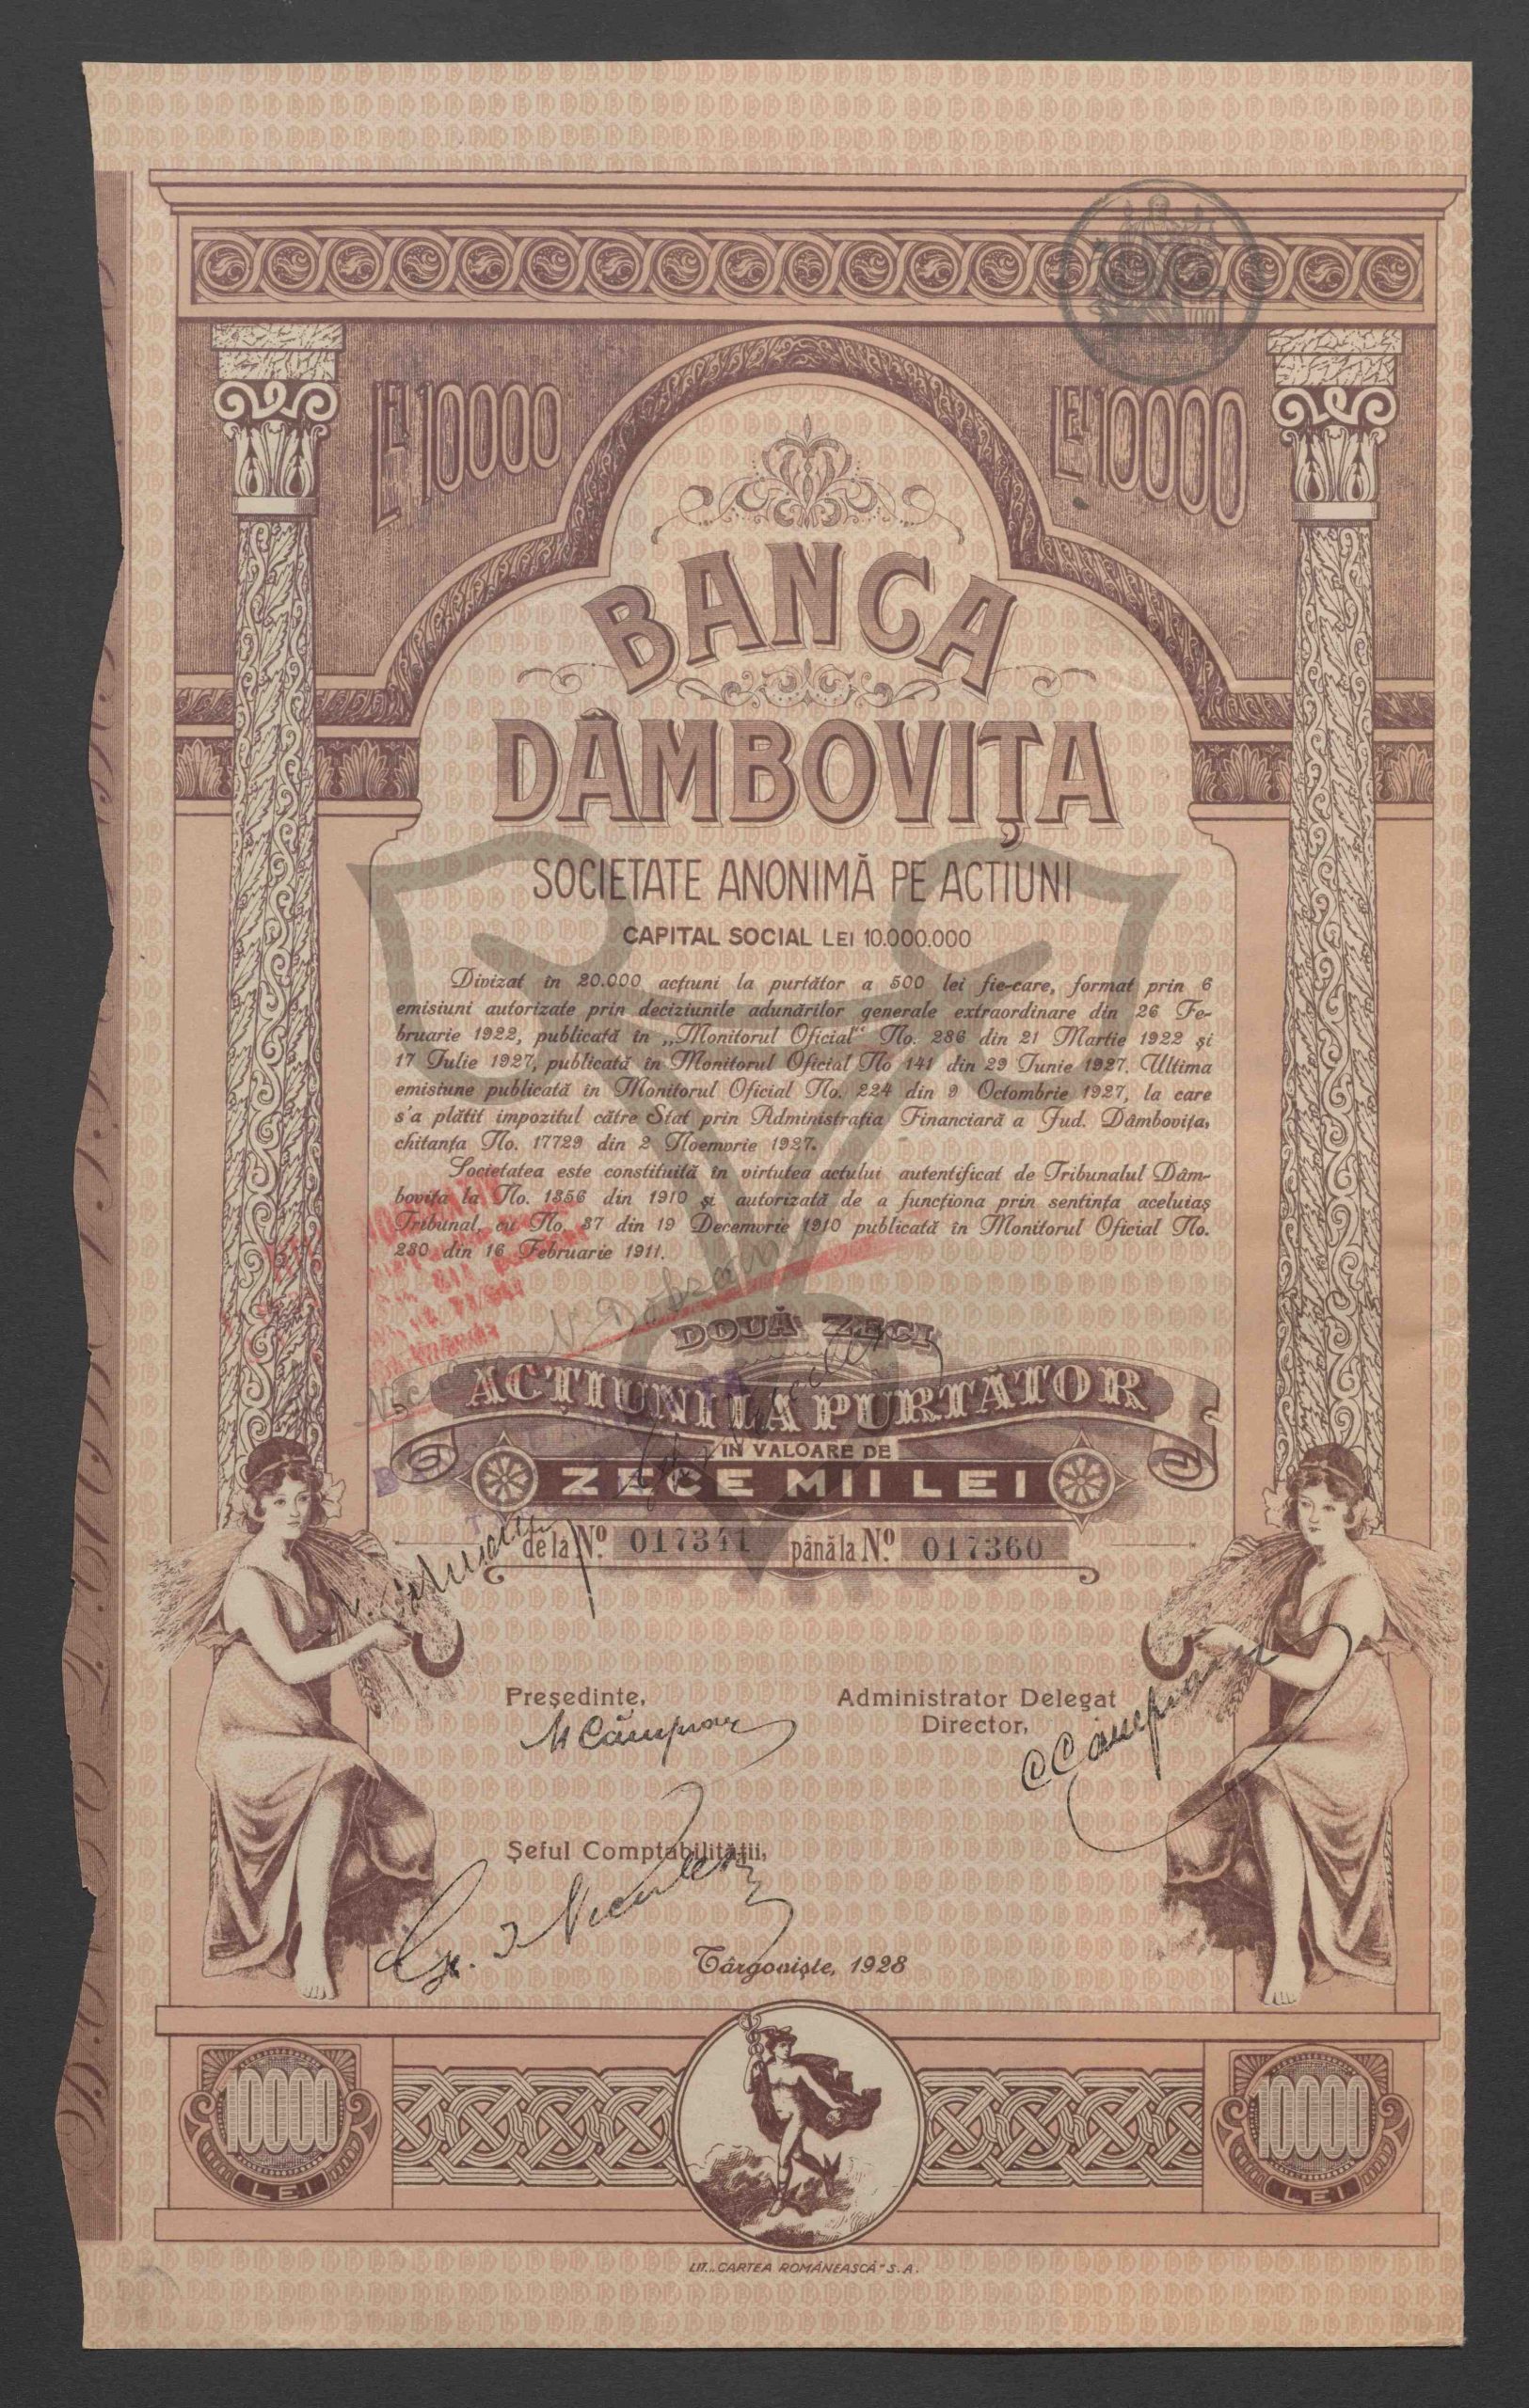 LEI 10000
LEI 10000
BANCA
DÂMBOVIȚA
SOCIETATE ANONIMĂ PE ACTIUNI
CAPITAL SOCIAL LEI 10.000.000
Divizat în 20.000 acțiuni la purtător a 500 lei fie-care, format prin 6
emisiuni autorizate prin deciziunile adunărilor generale extraordinare din 26 Fe-
bruarie 1922, publicată în „Monitorul Oficial“ No. 286 din 21 Martie 1922 și
17 Iulie 1927, publicată în Monitorul Oficial No 141 din 29 Iunie 1927. Ultima
emisiune publicată în Monitorul Oficial No. 224 din 9 Octombrie 1927, la care
s'a plătit impozitul către Stat prin Administrația Financiară a Jud. Dâmbovița,
chitanța No. 17729 din 2 Noemvrie 1927.
Societatea este constituită în virtutea actului autentificat de Tribunalul Dâm-
bovița la No. 1356 din 1910 și autorizată de a funcționa prin sentința aceluiaș
Tribunal, cu No. 37 din 19 Decemvrie 1910 publicată în Monitorul Oficial No.
280 din 16 Februarie 1911.
DOUĂ ZECI
ACȚIUNI LA PURTĂTOR
IN VALOARE DE
ZECE MII LEI
de la No. 017341 până la No. 017360
Președinte,
Administrator Delegat
Director,
M Câmpian
C Câmpian
Șeful Comptabilității,
Târgoviște, 1928
10000
LEI
10000
LEI
LIT. „CARTEA ROMÂNEASCĂ" S.A.